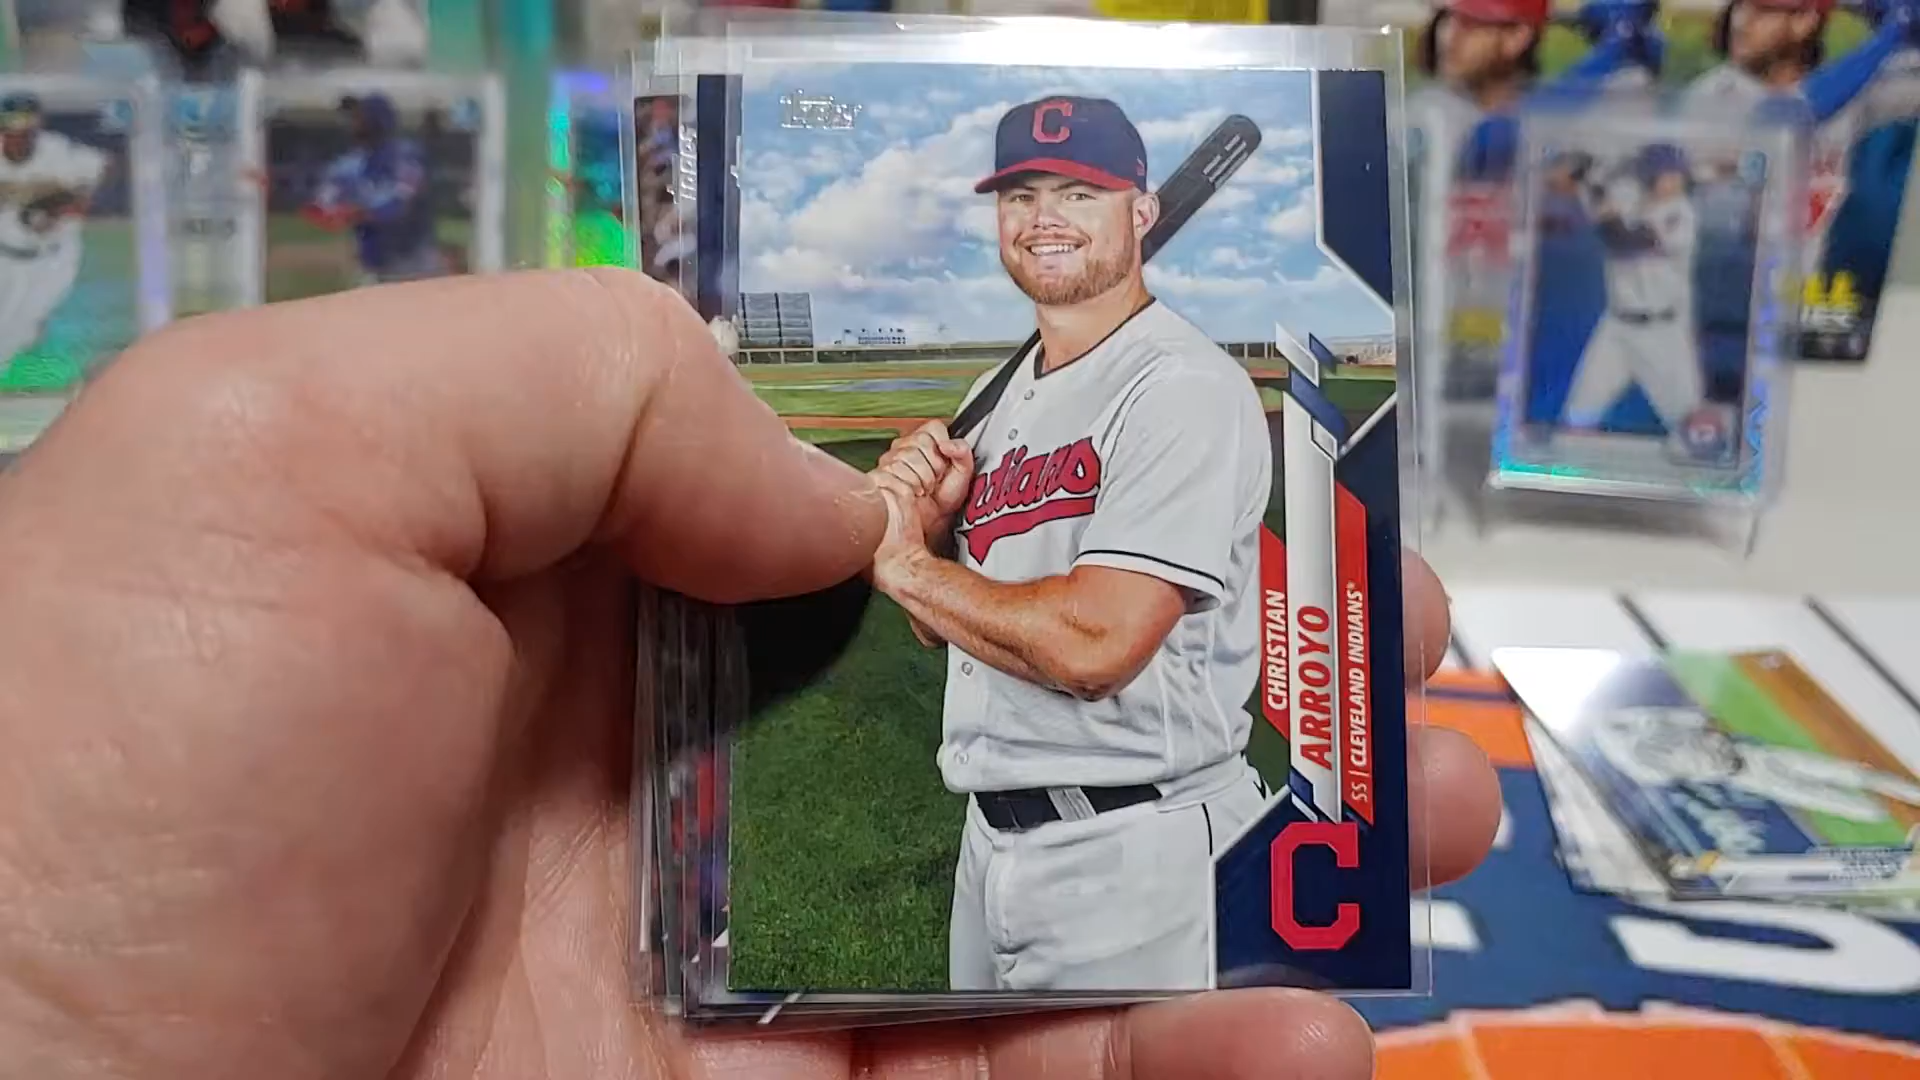 Topps
Indians
CHRISTIAN
ARROYO
SS | CLEVELAND INDIANS®
C
C